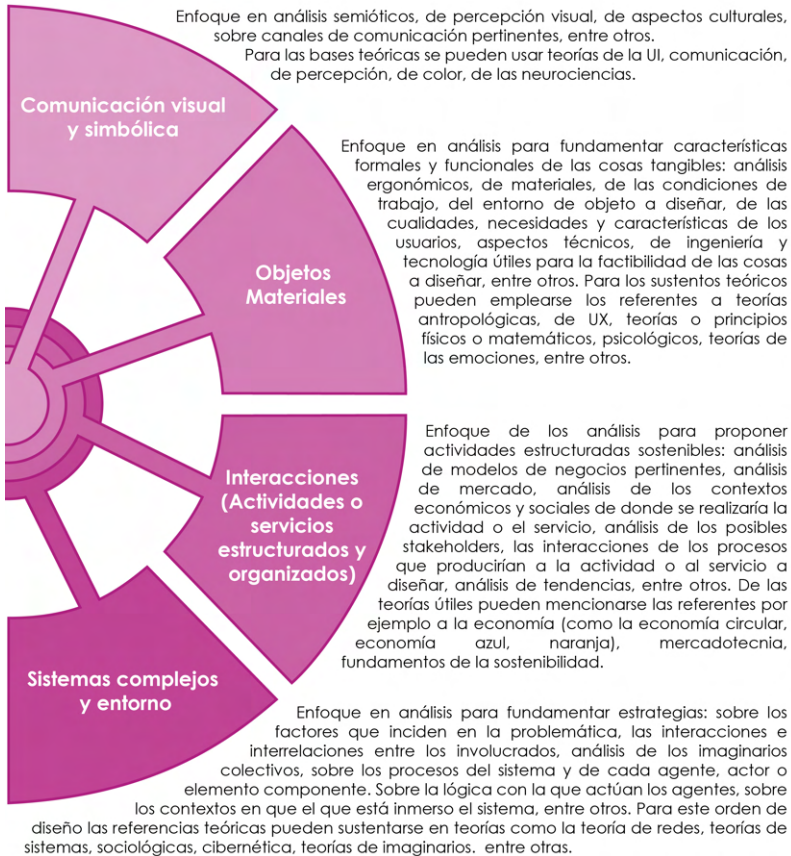 Enfoque en análisis semióticos, de percepción visual, de aspectos culturales,
sobre canales de comunicación pertinentes, entre otros.
Para las bases teóricas se pueden usar teorías de la UI, comunicación,
de percepción, de color, de las neurociencias.
Comunicación visual
y simbólica
Enfoque en análisis para fundamentar características
formales y funcionales de las cosas tangibles: análisis
ergonómicos, de materiales, de las condiciones de
trabajo, del entorno de objeto a diseñar, de las
cualidades, necesidades y características de los
usuarios, aspectos técnicos, de ingeniería y
tecnología útiles para la factibilidad de las cosas
a diseñar, entre otros. Para los sustentos teóricos
pueden emplearse los referentes a teorías
antropológicas, de UX, teorías o principios
físicos o matemáticos, psicológicos, teorías de
las emociones, entre otros.
Objetos
Materiales
Enfoque de los análisis para proponer
actividades estructuradas sostenibles: análisis
de modelos de negocios pertinentes, análisis
de mercado, análisis de los contextos
económicos y sociales de donde se realizaría la
actividad o el servicio, análisis de los posibles
stakeholders, las interacciones de los procesos
que producirían a la actividad o al servicio a
diseñar, análisis de tendencias, entre otros. De las
teorías útiles pueden mencionarse las referentes por
ejemplo a la economía (como la economía circular,
economía azul, naranja), mercadotecnia,
fundamentos de la sostenibilidad.
Interacciones
(Actividades o
servicios
estructurados y
organizados)
Sistemas complejos
y entorno
Enfoque en análisis para fundamentar estrategias: sobre los
factores que inciden en la problemática, las interacciones e
interrelaciones entre los involucrados, análisis de los imaginarios
colectivos, sobre los procesos del sistema y de cada agente, actor o
elemento componente. Sobre la lógica con la que actúan los agentes, sobre
los contextos en que el que está inmerso el sistema, entre otros. Para este orden de
diseño las referencias teóricas pueden sustentarse en teorías como la teoría de redes, teorías de
sistemas, sociológicas, cibernética, teorías de imaginarios. entre otras.